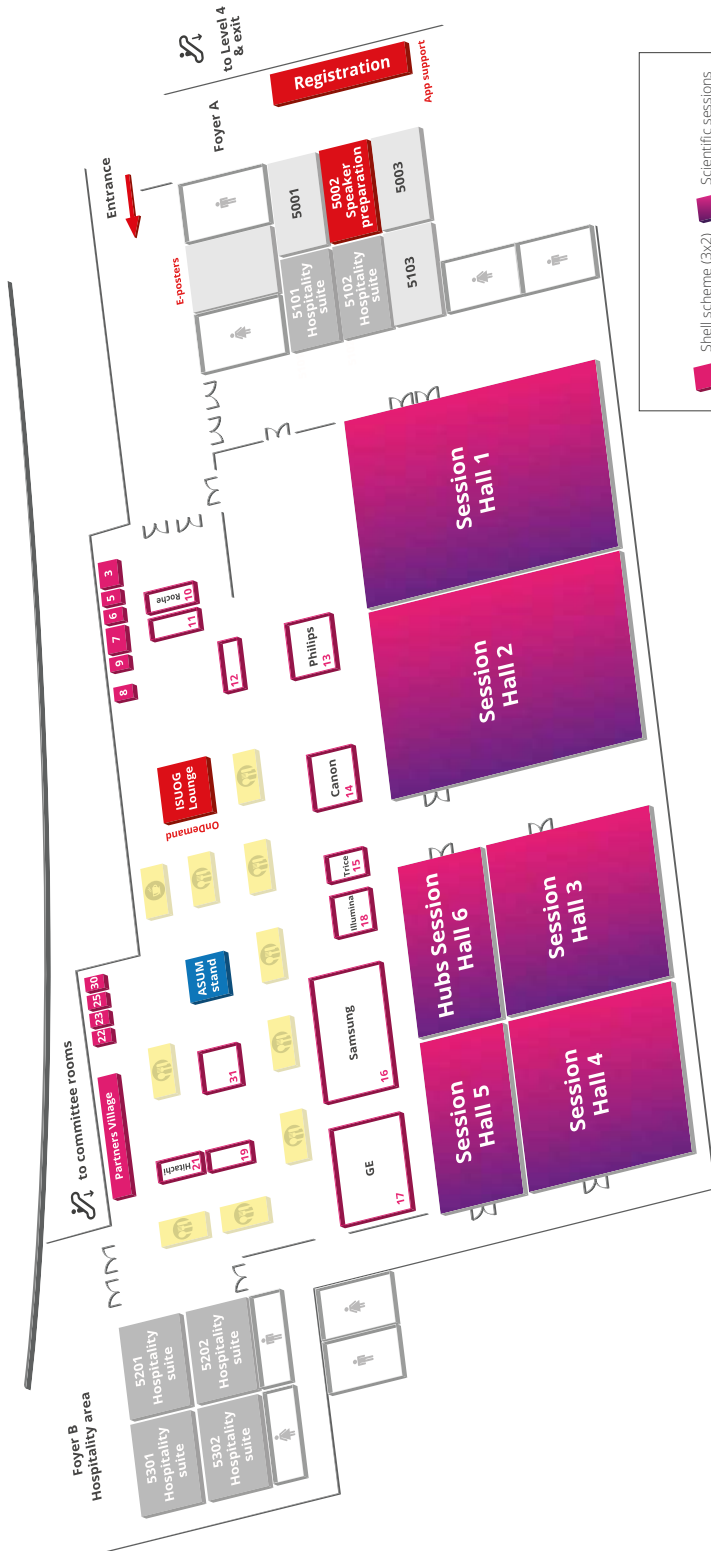 to Level 4
& exit
Registration
App support
Foyer A
Entrance
E-posters
5001
5002
Speaker
preparation
5003
5101
Hospitality
suite
5102
Hospitality
suite
5103
Scientific sessions
Shell scheme (3x2)
Session
Hall 1
Session
Hall 2
Hubs Session
Hall 6
Session
Hall 3
Session
Hall 5
Session
Hall 4
3
5
6
7
9
8
Roche
10
11
12
Philips
13
ISUOG
Lounge
OnDemand
Canon
14
Trice
15
Illumina
18
ASUM
stand
Samsung
16
30
25
23
22
31
to committee rooms
Partners Village
Hitachi
21
19
GE
17
5201
Hospitality
suite
5202
Hospitality
suite
5301
Hospitality
suite
5302
Hospitality
suite
Foyer B
Hospitality area